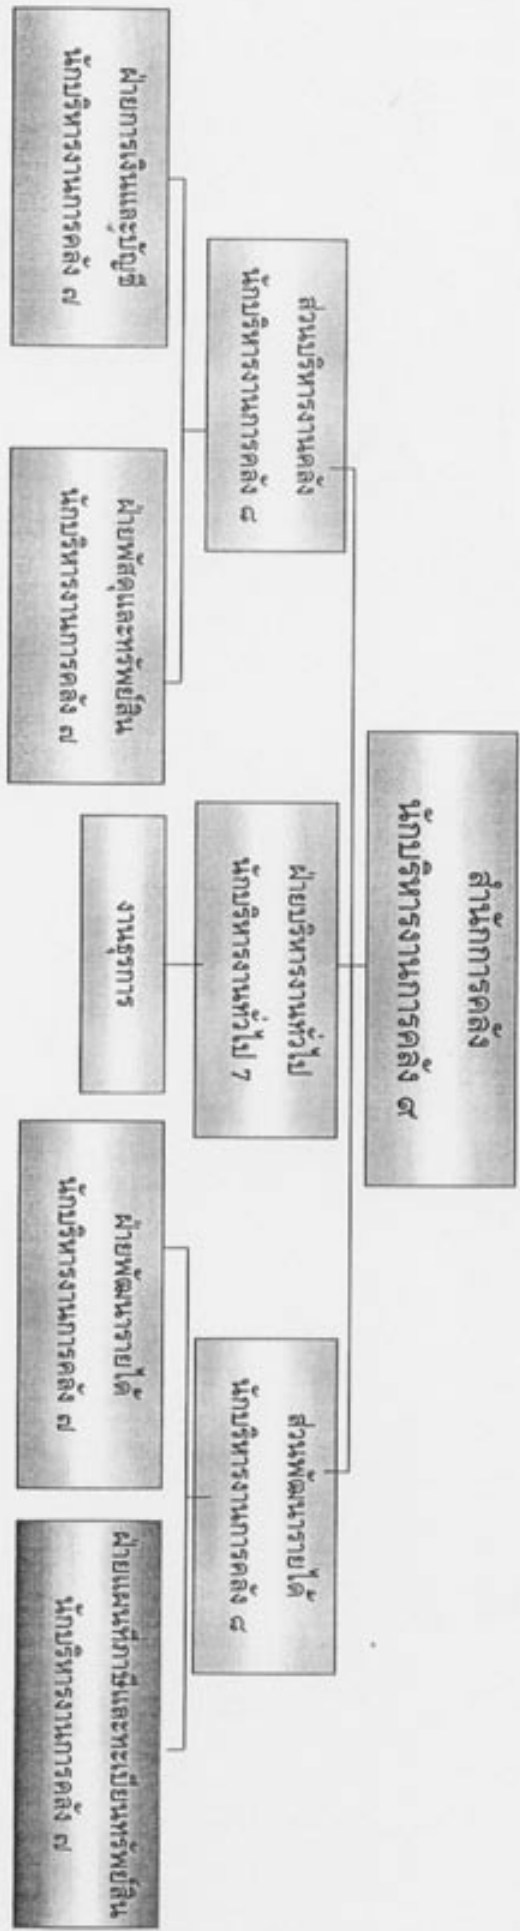 สำนักการคลัง
นักบริหารงานการคลัง ๙
ส่วนบริหารงานคลัง
นักบริหารงานการคลัง ๘
ฝ่ายบริหารงานทั่วไป
นักบริหารงานทั่วไป 7
ส่วนพัฒนารายได้
นักบริหารงานการคลัง ๘
ฝ่ายการเงินและบัญชี
นักบริหารงานการคลัง ๗
ฝ่ายพัสดุและทรัพย์สิน
นักบริหารงานการคลัง ๗
งานธุรการ
ฝ่ายพัฒนารายได้
นักบริหารงานการคลัง ๗
ฝ่ายแผนที่ภาษีและทะเบียนทรัพย์สิน
นักบริหารงานการคลัง ๗